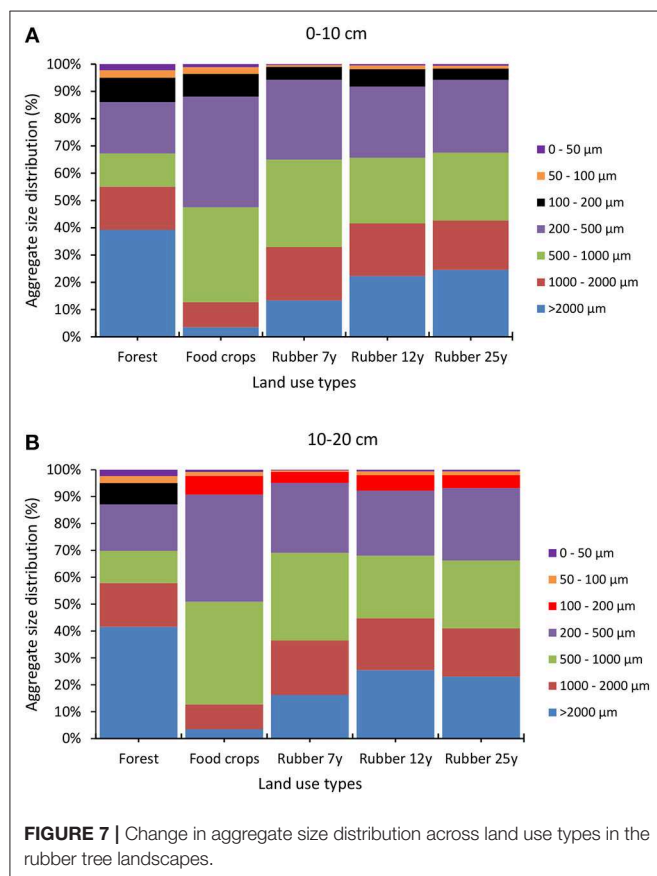 A
0-10 cm
Aggregate size distribution (%)
100%
90%
80%
70%
60%
50%
40%
30%
20%
10%
0%
Forest Food crops Rubber 7y Rubber 12y Rubber 25y
Land use types
0 - 50 µm
50 - 100 µm
100 - 200 µm
200 - 500 µm
500 - 1000 µm
1000 - 2000 µm
>2000 µm
B
10-20 cm
Aggregate size distribution (%)
100%
90%
80%
70%
60%
50%
40%
30%
20%
10%
0%
Forest Food crops Rubber 7y Rubber 12y Rubber 25y
Land use types
0 - 50 µm
50 - 100 µm
100 - 200 µm
200 - 500 µm
500 - 1000 µm
1000 - 2000 µm
>2000 µm
FIGURE 7 | Change in aggregate size distribution across land use types in the
rubber tree landscapes.